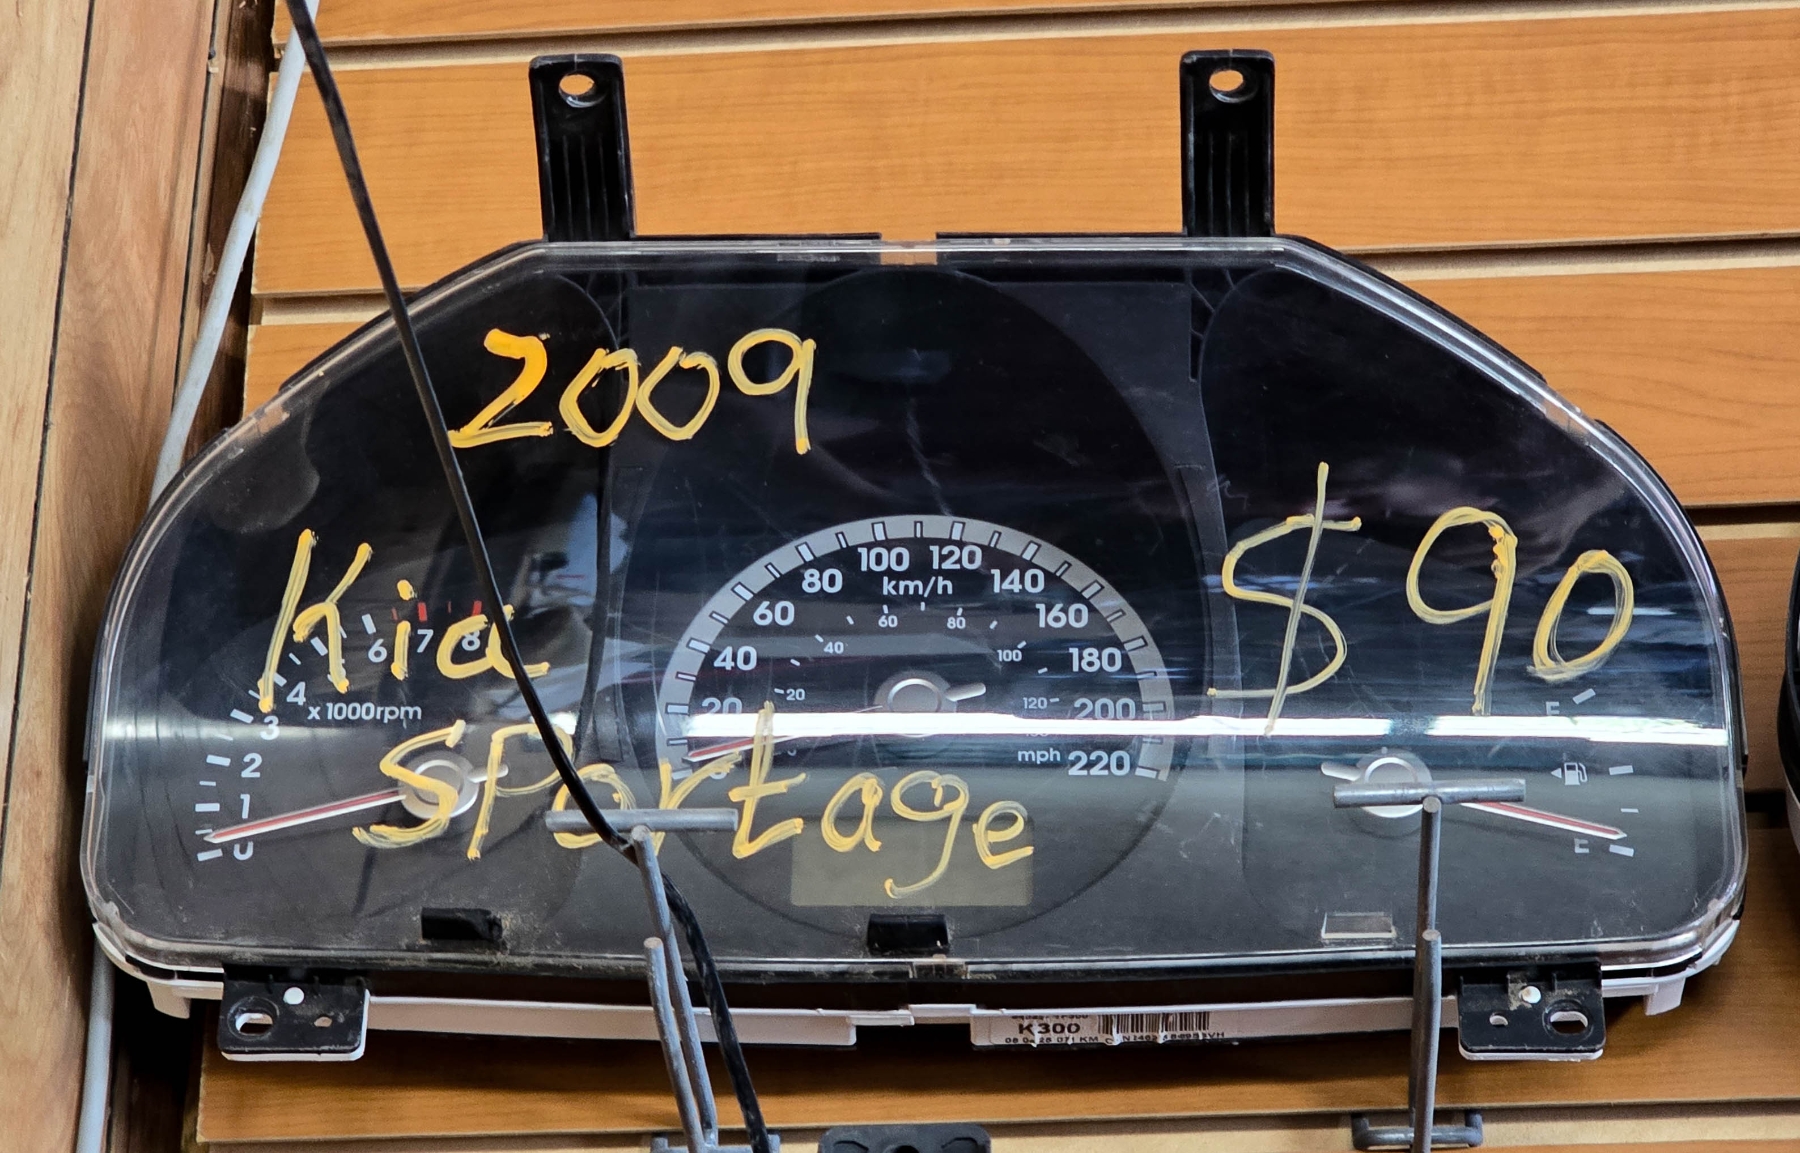 2009
Kia
$90
sportage
100 120
80 km/h 140
60 60 80 160
40 40 100 180
20 20 120 200
mph 220
6 7 8
4
x 1000rpm
3
2
1
0
K300